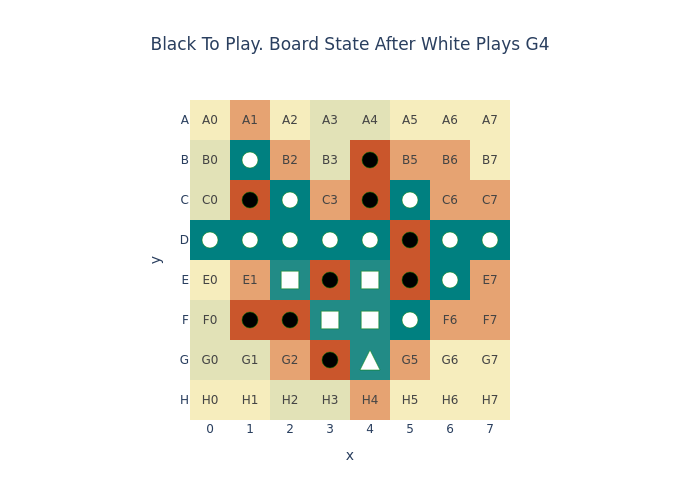 Black To Play. Board State After White Plays G4
A A0 A1 A2 A3 A4 A5 A6 A7
B B0 B2 B3 B5 B6 B7
C C0 C3 C6 C7
D
E E0 E1 E7
F F0 F6 F7
G G0 G1 G2 G5 G6 G7
H H0 H1 H2 H3 H4 H5 H6 H7
0 1 2 3 4 5 6 7
x
y